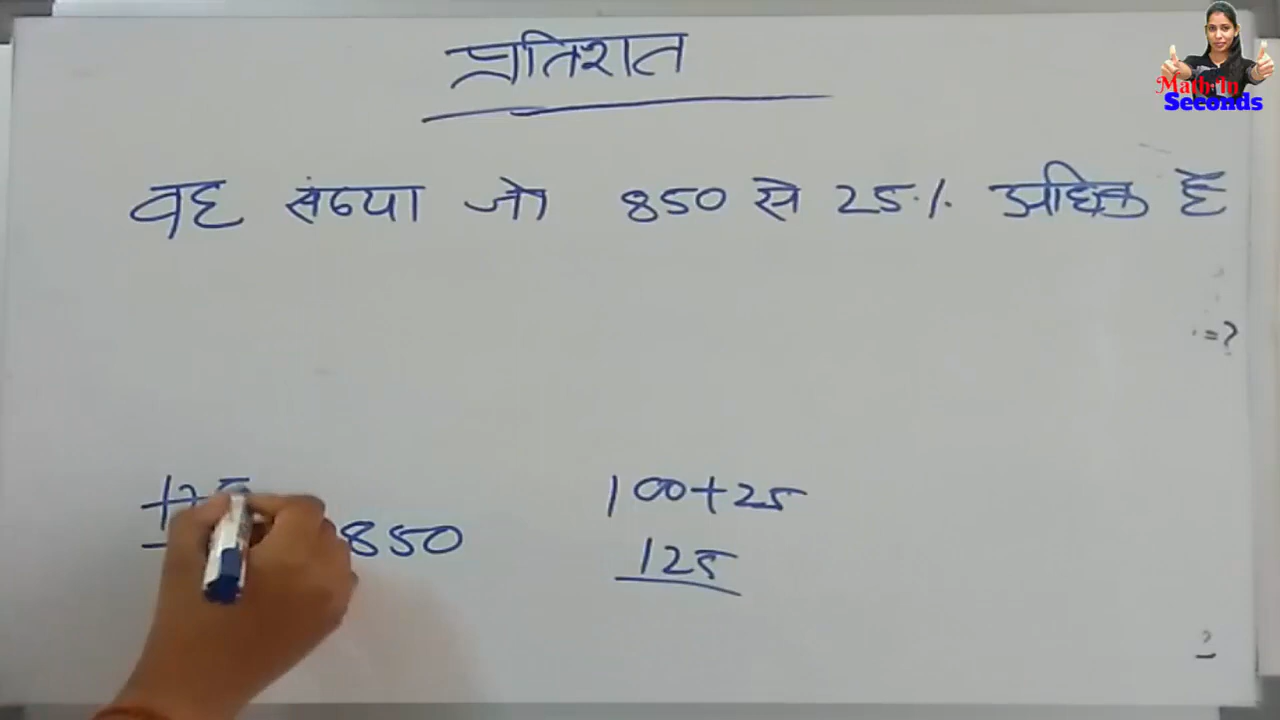 Math In
Seconds
प्रतिशत
वह संख्या जो 850 से 25% अधिक है
=?
100+25
850
125
?